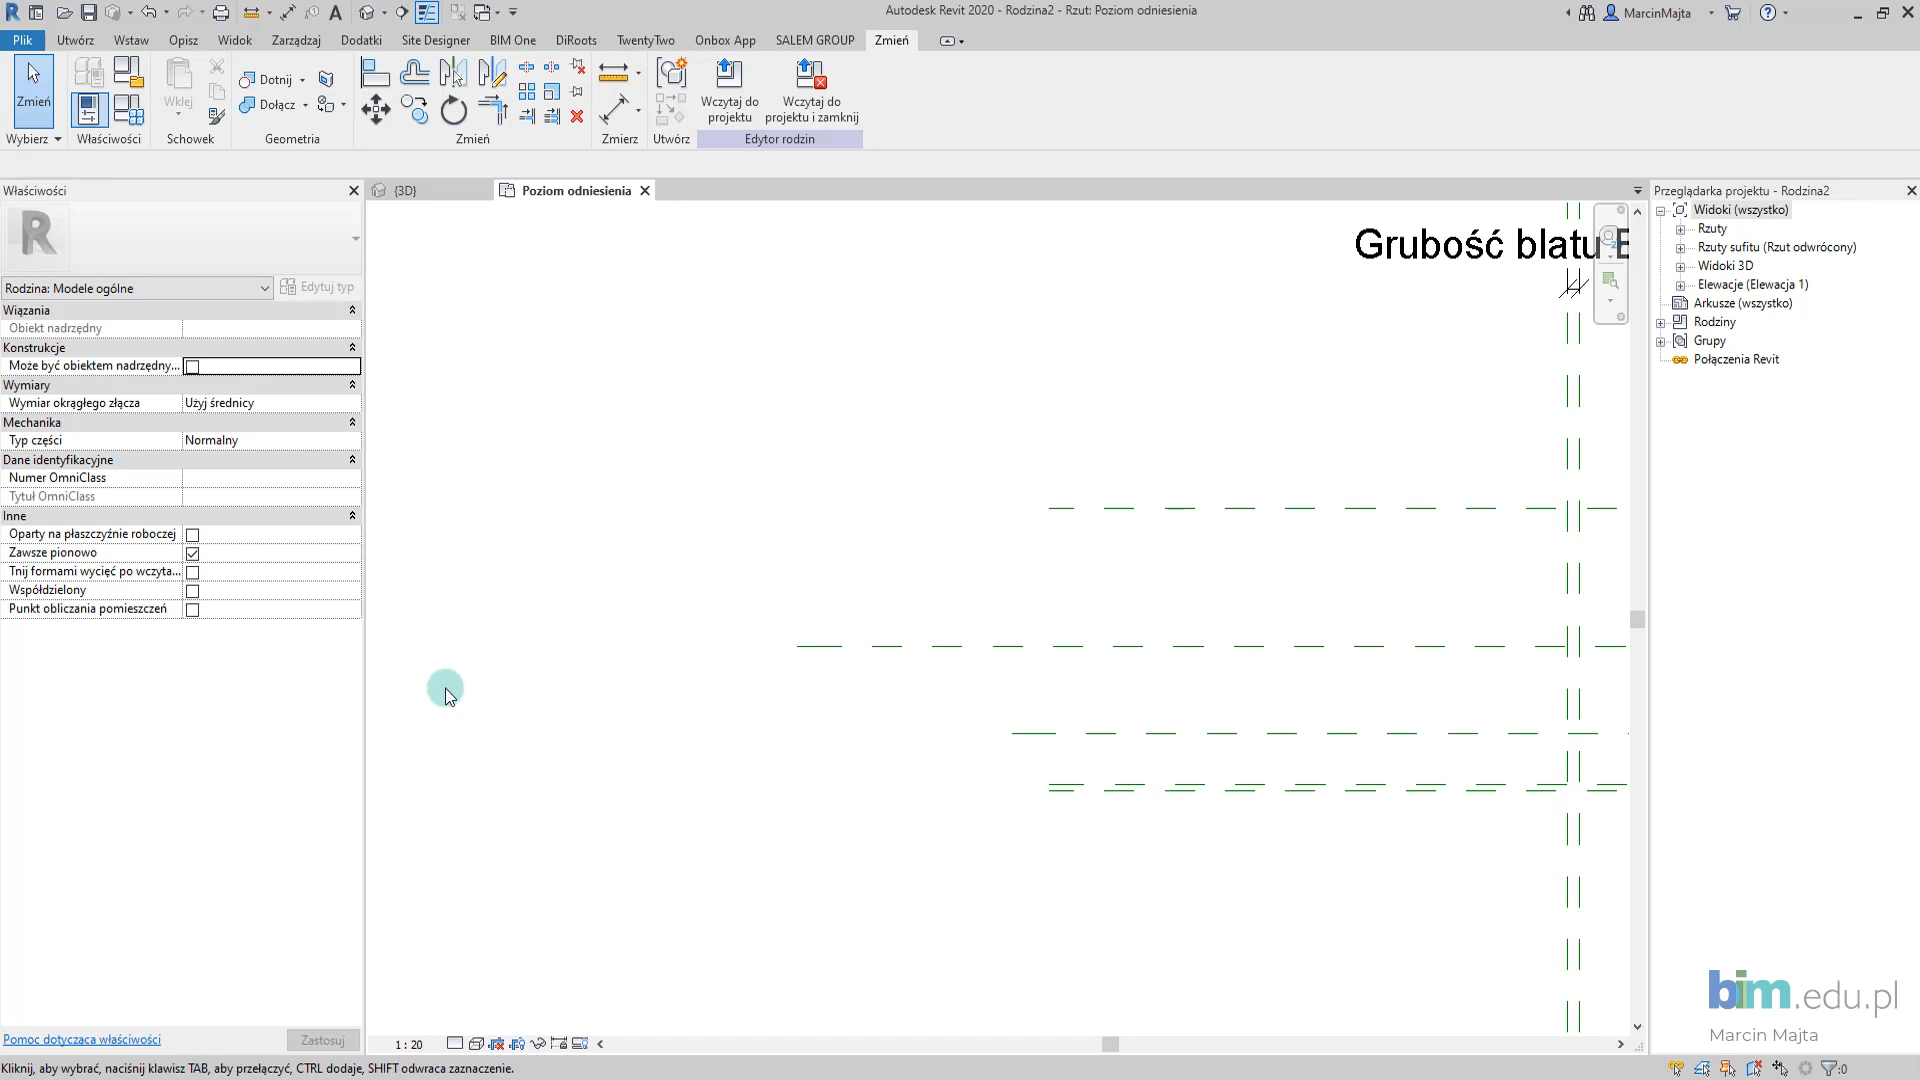 Autodesk Revit 2020 - Rodzina2 - Rzut: Poziom odniesienia
MarcinMajta
Plik
Utwórz
Wstaw
Opisz
Widok
Zarządzaj
Dodatki
Site Designer
BIM One
DiRoots
TwentyTwo
Onbox App
SALEM GROUP
Zmień
Zmień
Wklej
Dotnij
Dołącz
Wczytaj do
projektu
Wczytaj do
projektu i zamknij
Wybierz
Właściwości
Schowek
Geometria
Zmień
Zmierz
Utwórz
Edytor rodzin
Właściwości
{3D}
Poziom odniesienia
Przeglądarka projektu - Rodzina2
Rodzina: Modele ogólne
Edytuj typ
Wiązania
Obiekt nadrzędny
Konstrukcje
Może być obiektem nadrzędny...
Wymiary
Wymiar okrągłego złącza
Użyj średnicy
Mechanika
Typ części
Normalny
Dane identyfikacyjne
Numer OmniClass
Tytuł OmniClass
Inne
Oparty na płaszczyźnie roboczej
Zawsze pionowo
Tnij formami wycięć po wczyta...
Współdzielony
Punkt obliczania pomieszczeń
Pomoc dotycząca właściwości
Zastosuj
Grubość blatu
Widoki (wszystko)
Rzuty
Rzuty sufitu (Rzut odwrócony)
Widoki 3D
Elewacje (Elewacja 1)
Arkusze (wszystko)
Rodziny
Grupy
Połączenia Revit
1 : 20
bim.edu.pl
Marcin Majta
Kliknij, aby wybrać, naciśnij klawisz TAB, aby przełączyć, CTRL dodaje, SHIFT odwraca zaznaczenie.
:0